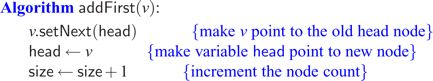 Algorithm addFirst(v):
v.setNext(head) {make v point to the old head node}
head ← v {make variable head point to new node}
size ← size + 1 {increment the node count}